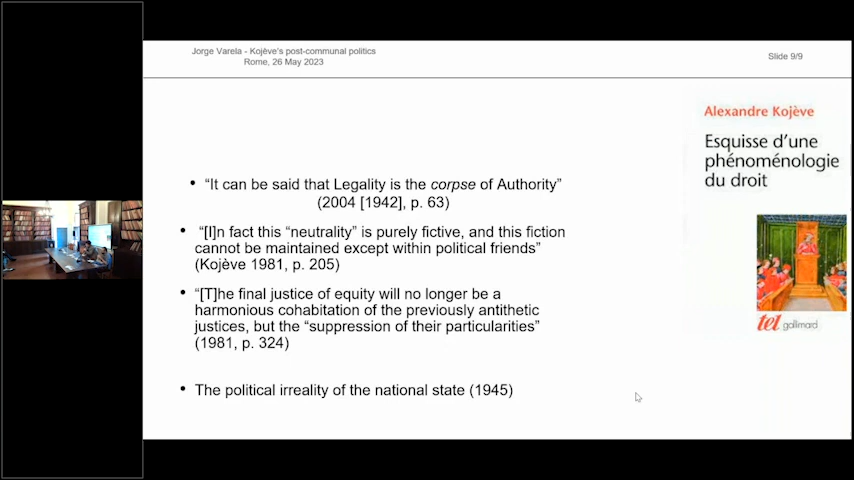 Jorge Varela - Kojève's post-communal politics
Rome, 26 May 2023
Slide 9/9
• “It can be said that Legality is the corpse of Authority”
(2004 [1942], p. 63)
• “[I]n fact this “neutrality” is purely fictive, and this fiction
cannot be maintained except within political friends”
(Kojève 1981, p. 205)
• “[T]he final justice of equity will no longer be a
harmonious cohabitation of the previously antithetic
justices, but the “suppression of their particularities”
(1981, p. 324)
• The political irreality of the national state (1945)
Alexandre Kojève
Esquisse d'une
phénoménologie
du droit
tel gallimard